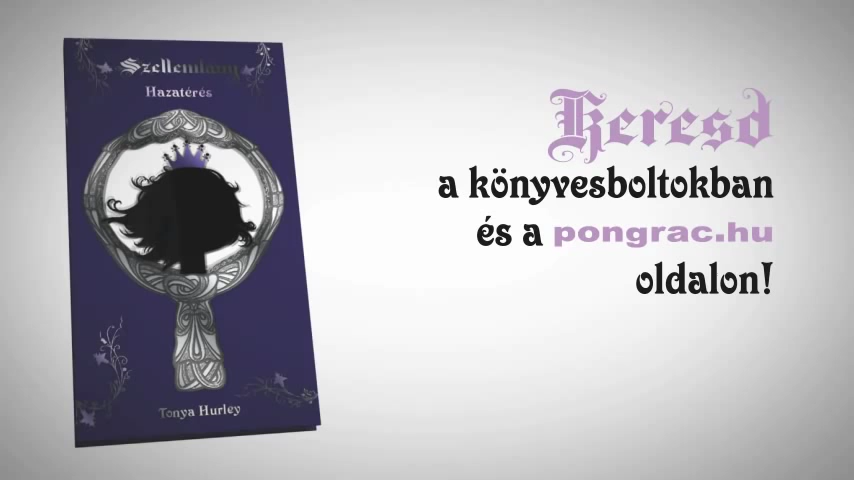 Szellemlány
Hazatérés
Tonya Hurley
Keresd
a könyvesboltokban
és a pongrac.hu
oldalon!